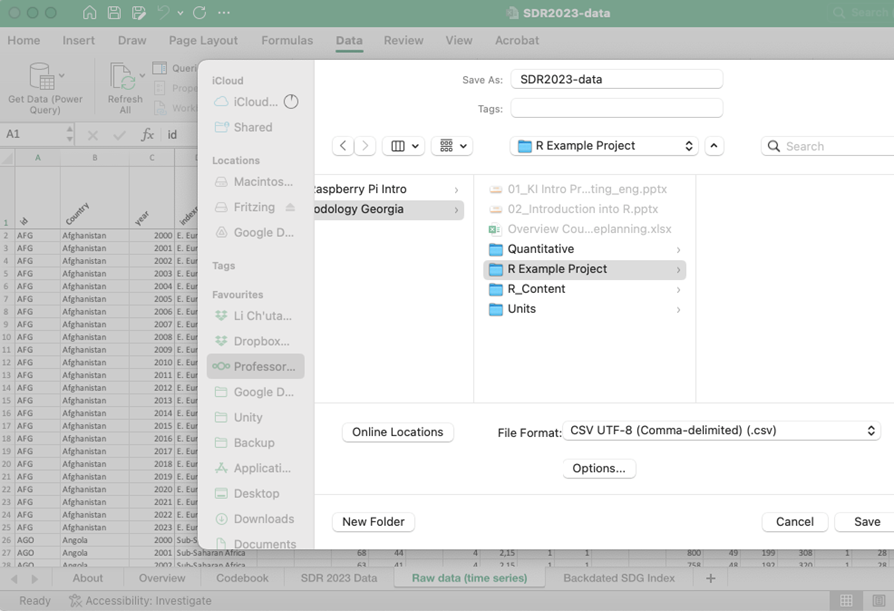 SDR2023-data
Search
Home Insert Draw Page Layout Formulas Data Review View Acrobat
Get Data (Power
Query)
Refresh
All
Queri
Prope
Work
A1 fx id
A B C
1 id Country year index
2 AFG Afghanistan 2000 E. Eur
3 AFG Afghanistan 2001 E. Eur
4 AFG Afghanistan 2002 E. Eur
5 AFG Afghanistan 2003 E. Eur
6 AFG Afghanistan 2004 E. Eur
7 AFG Afghanistan 2005 E. Eur
8 AFG Afghanistan 2006 E. Eur
9 AFG Afghanistan 2007 E. Eur
10 AFG Afghanistan 2008 E. Eur
11 AFG Afghanistan 2009 E. Eur
12 AFG Afghanistan 2010 E. Eur
13 AFG Afghanistan 2011 E. Eur
14 AFG Afghanistan 2012 E. Eur
15 AFG Afghanistan 2013 E. Eur
16 AFG Afghanistan 2014 E. Eur
17 AFG Afghanistan 2015 E. Eur
18 AFG Afghanistan 2016 E. Eur
19 AFG Afghanistan 2017 E. Eur
20 AFG Afghanistan 2018 E. Eur
21 AFG Afghanistan 2019 E. Eur
22 AFG Afghanistan 2020 E. Eur
23 AFG Afghanistan 2021 E. Eur
24 AFG Afghanistan 2022 E. Eur
25 AFG Afghanistan 2023 E. Eur
26 AGO Angola 2000 Sub-Saharan Africa
27 AGO Angola 2001 Sub-Saharan Africa 68 44 4 2,15 1 800 49 199 308 1 28
28 AGO Angola 2002 Sub-Saharan Africa 63 41 4 2,15 1 758 48 192 320 1 28
iCloud
iCloud...
Shared
Locations
Macintos...
Fritzing
Google D...
Tags
Favourites
Li Ch'uta...
Dropbox...
Professor...
Google D...
Unity
Backup
Applicati...
Desktop
Downloads
Documents
Save As: SDR2023-data
Tags:
R Example Project
Search
Raspberry Pi Intro
odology Georgia
01_KI Intro Pr...ting_eng.pptx
02_Introduction into R.pptx
Overview Cou...eplanning.xlsx
Quantitative
R Example Project
R_Content
Units
Online Locations
File Format: CSV UTF-8 (Comma-delimited) (.csv)
Options...
New Folder
Cancel
Save
About Overview Codebook SDR 2023 Data Raw data (time series) Backdated SDG Index +
Ready Accessibility: Investigate